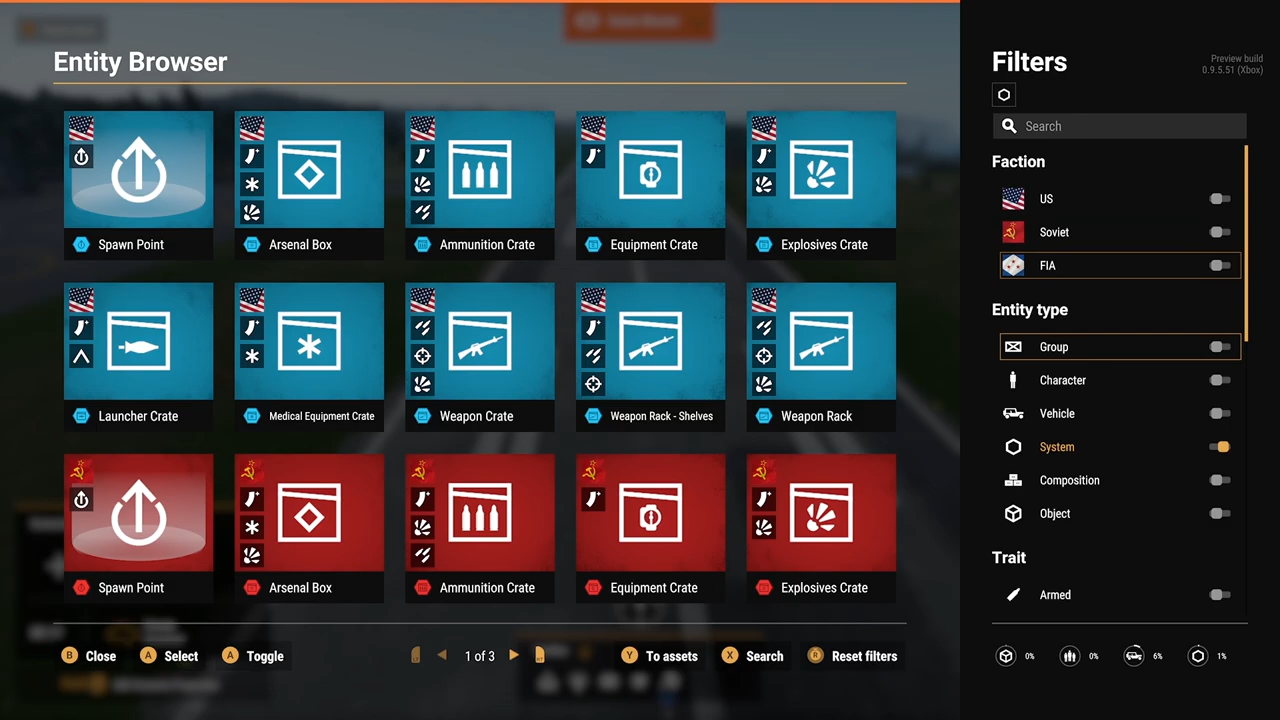 Entity Browser
Spawn Point
Arsenal Box
Ammunition Crate
Equipment Crate
Explosives Crate
Launcher Crate
Medical Equipment Crate
Weapon Crate
Weapon Rack - Shelves
Weapon Rack
Spawn Point
Arsenal Box
Ammunition Crate
Equipment Crate
Explosives Crate
B Close
A Select
A Toggle
1 of 3
Y To assets
X Search
R Reset filters
Filters
Preview build
0.9.5.51 (Xbox)
Search
Faction
US
Soviet
FIA
Entity type
Group
Character
Vehicle
System
Composition
Object
Trait
Armed
0%
0%
6%
1%